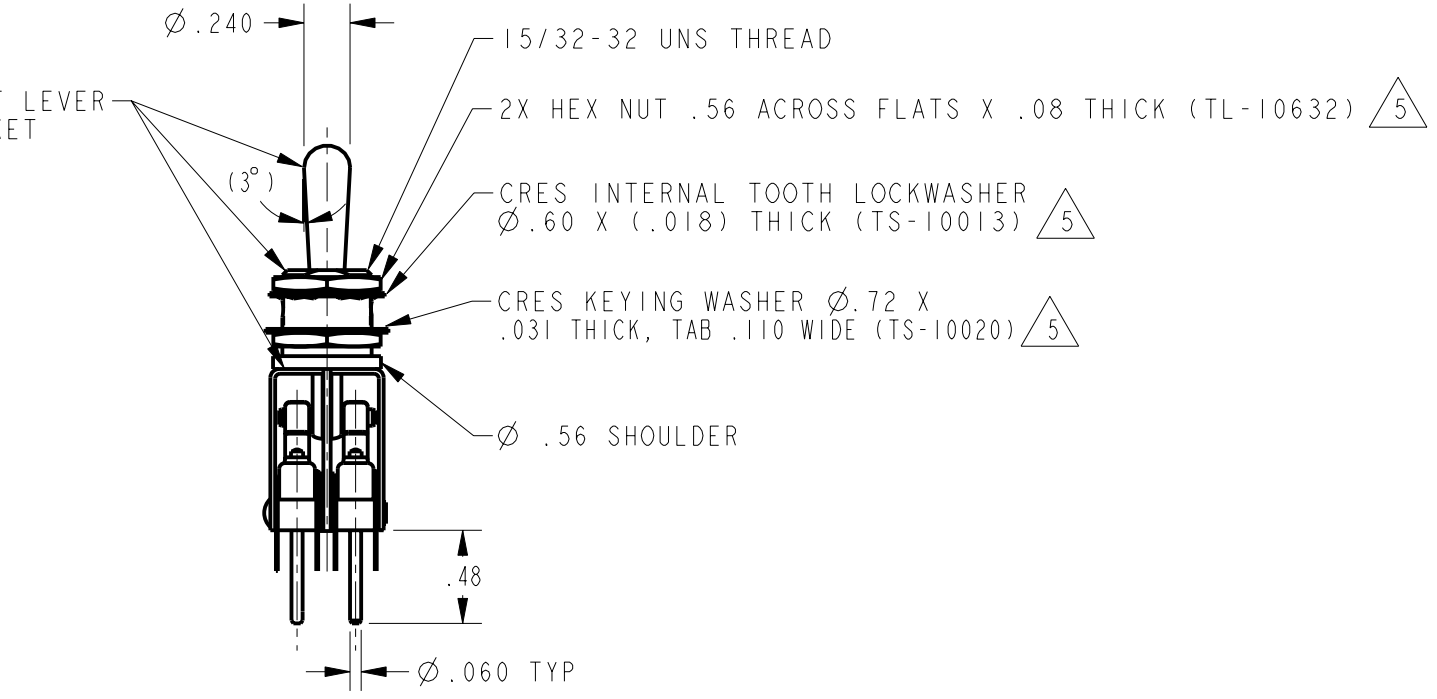 Ø.240
15/32-32 UNS THREAD
LEVER
2X HEX NUT .56 ACROSS FLATS X .08 THICK (TL-10632) 5
(3°)
CRES INTERNAL TOOTH LOCKWASHER
Ø.60 X (.018) THICK (TS-10013) 5
CRES KEYING WASHER Ø.72 X
.031 THICK, TAB .110 WIDE (TS-10020) 5
Ø .56 SHOULDER
.48
Ø.060 TYP